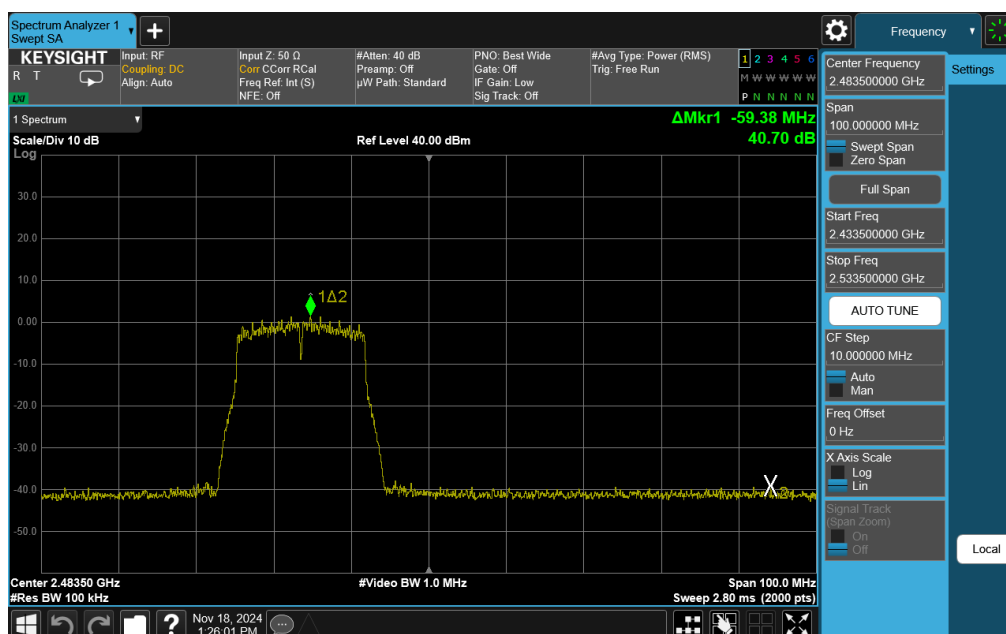 Spectrum Analyzer 1
Swept SA
Frequency
KEYSIGHT
R T
LXI
Input: RF
Coupling: DC
Align: Auto
Input Z: 50 Ω
Corr CCorr RCal
Freq Ref: Int (S)
NFE: Off
#Atten: 40 dB
Preamp: Off
µW Path: Standard
PNO: Best Wide
Gate: Off
IF Gain: Low
Sig Track: Off
#Avg Type: Power (RMS)
Trig: Free Run
1 2 3 4 5 6
M W W W W W
P N N N N N
1 Spectrum
ΔMkr1 -59.38 MHz
40.70 dB
Scale/Div 10 dB
Ref Level 40.00 dBm
Log
30.0
20.0
10.0
0.00
-10.0
-20.0
-30.0
-40.0
-50.0
1Δ2
X2
Center 2.48350 GHz
#Video BW 1.0 MHz
Span 100.0 MHz
#Res BW 100 kHz
Sweep 2.80 ms (2000 pts)
Nov 18, 2024
1:26:01 PM
Center Frequency
2.483500000 GHz
Settings
Span
100.000000 MHz
Swept Span
Zero Span
Full Span
Start Freq
2.433500000 GHz
Stop Freq
2.533500000 GHz
AUTO TUNE
CF Step
10.000000 MHz
Auto
Man
Freq Offset
0 Hz
X Axis Scale
Log
Lin
Signal Track
(Span Zoom)
On
Off
Local